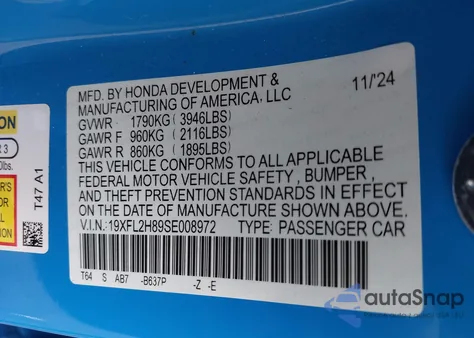 MFD. BY HONDA DEVELOPMENT & 11/'24
MANUFACTURING OF AMERICA, LLC
GVWR - 1790KG ( 3946LBS)
GAWR F 960KG ( 2116LBS)
GAWR R 860KG ( 1895LBS)
THIS VEHICLE CONFORMS TO ALL APPLICABLE
FEDERAL MOTOR VEHICLE SAFETY , BUMPER ,
AND THEFT PREVENTION STANDARDS IN EFFECT
ON THE DATE OF MANUFACTURE SHOWN ABOVE.
V.I.N.:19XFL2H89SE008972 TYPE: PASSENGER CAR
T64 S AB7 -B637P -Z -E
T47 A1
autoSnap